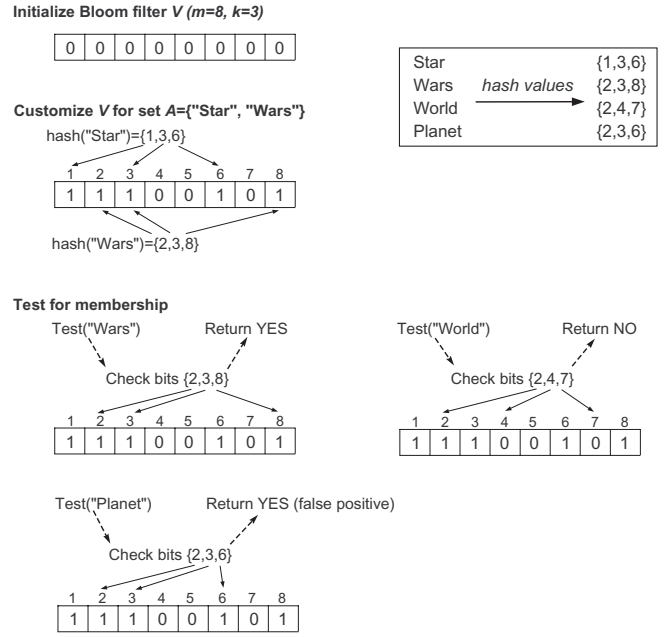 Initialize Bloom filter V (m=8, k=3)
0 0 0 0 0 0 0 0
Star {1,3,6}
Wars hash values {2,3,8}
World {2,4,7}
Planet {2,3,6}
Customize V for set A={"Star", "Wars"}
hash("Star")={1,3,6}
1 2 3 4 5 6 7 8
1 1 1 0 0 1 0 1
hash("Wars")={2,3,8}
Test for membership
Test("Wars") Return YES
Check bits {2,3,8}
1 2 3 4 5 6 7 8
1 1 1 0 0 1 0 1
Test("World") Return NO
Check bits {2,4,7}
1 2 3 4 5 6 7 8
1 1 1 0 0 1 0 1
Test("Planet") Return YES (false positive)
Check bits {2,3,6}
1 2 3 4 5 6 7 8
1 1 1 0 0 1 0 1